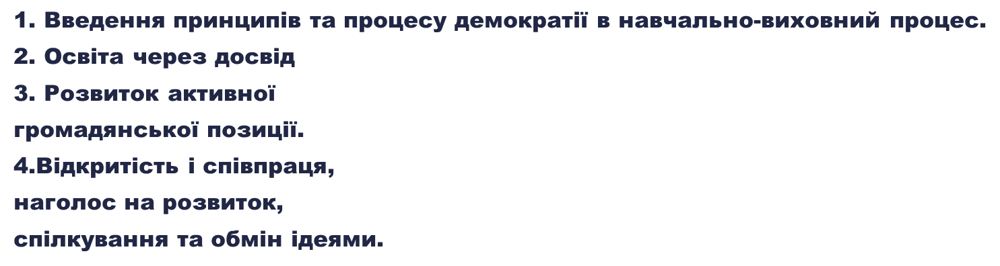 1. Введення принципів та процесу демократії в навчально-виховний процес.
2. Освіта через досвід
3. Розвиток активної
громадянської позиції.
4.Відкритість і співпраця,
наголос на розвиток,
спілкування та обмін ідеями.